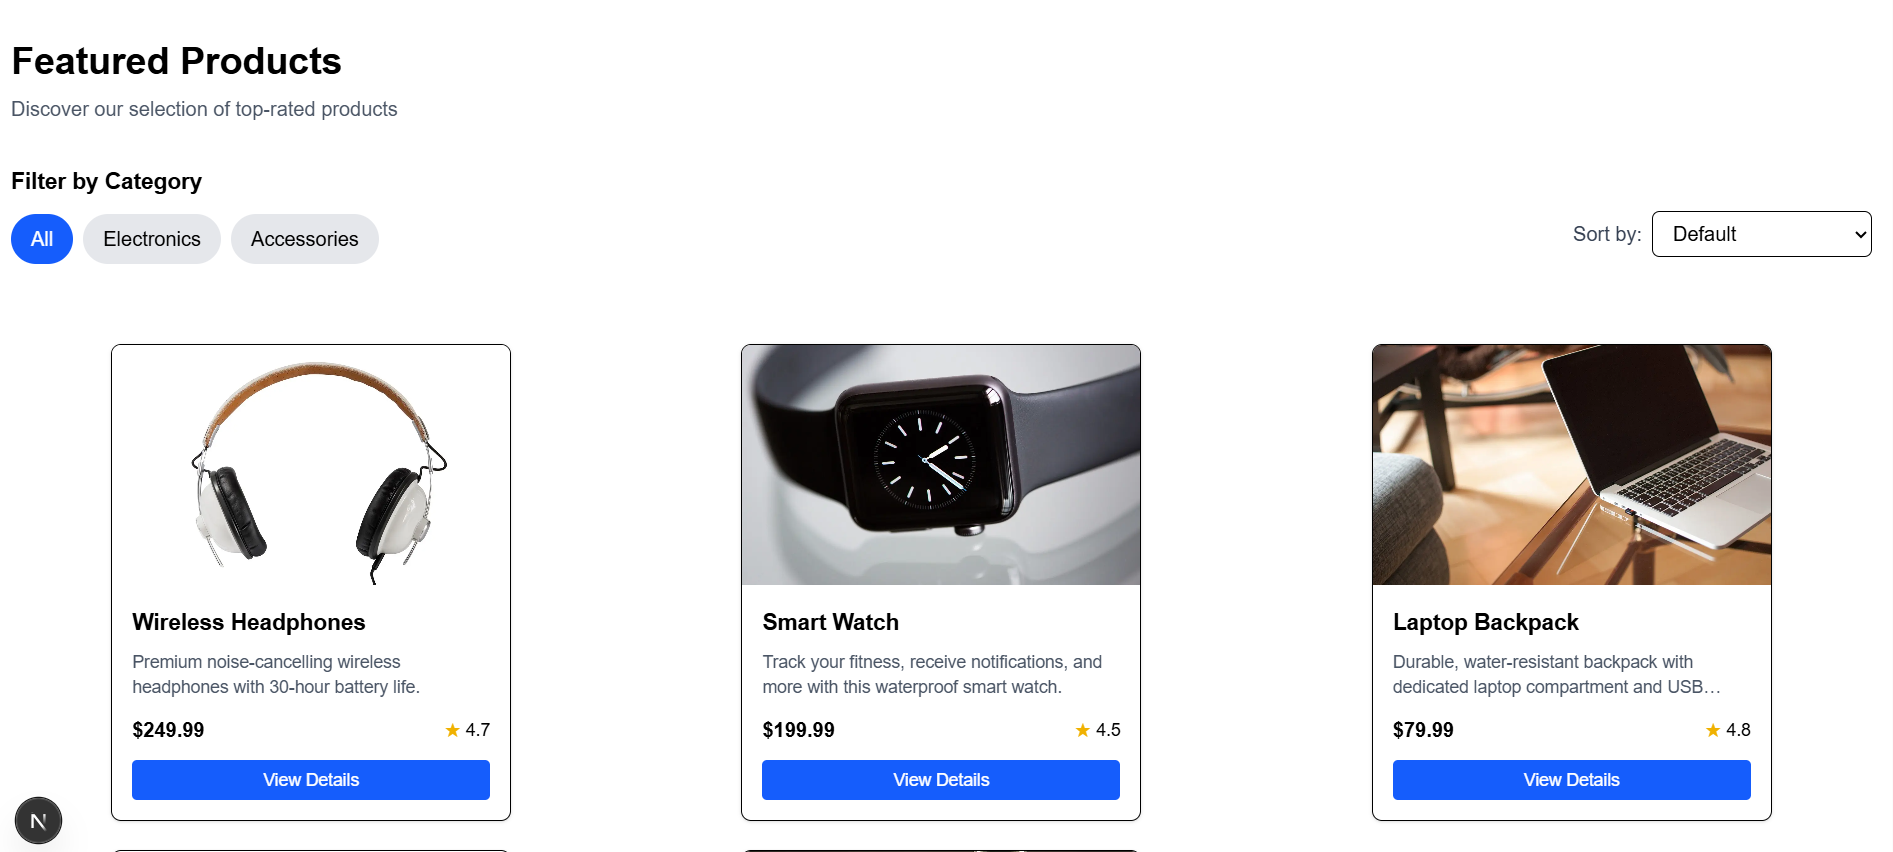 Featured Products
Discover our selection of top-rated products
Filter by Category
All
Electronics
Accessories
Sort by:
Default
Wireless Headphones
Premium noise-cancelling wireless
headphones with 30-hour battery life.
$249.99
★ 4.7
View Details
Smart Watch
Track your fitness, receive notifications, and
more with this waterproof smart watch.
$199.99
★ 4.5
View Details
Laptop Backpack
Durable, water-resistant backpack with
dedicated laptop compartment and USB…
$79.99
★ 4.8
View Details
N